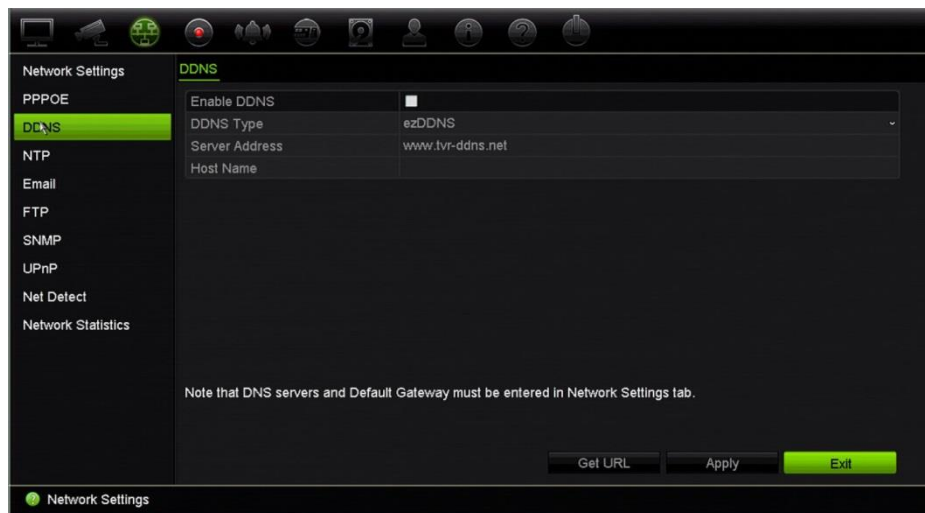 Network Settings
PPPOE
DDNS
NTP
Email
FTP
SNMP
UPnP
Net Detect
Network Statistics
DDNS
Enable DDNS
DDNS Type ezDDNS
Server Address www.tvr-ddns.net
Host Name
Note that DNS servers and Default Gateway must be entered in Network Settings tab.
Get URL Apply Exit
Network Settings